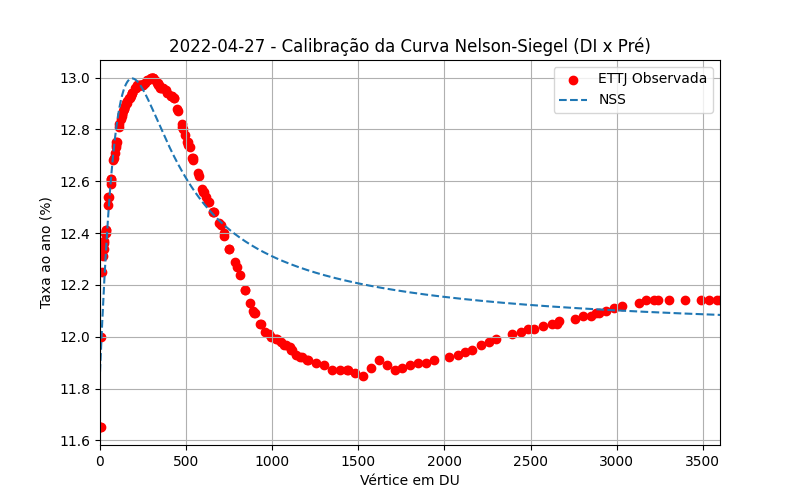 2022-04-27 - Calibração da Curva Nelson-Siegel (DI x Pré)
ETTJ Observada
NSS
Taxa ao ano (%)
13.0
12.8
12.6
12.4
12.2
12.0
11.8
11.6
0 500 1000 1500 2000 2500 3000 3500
Vértice em DU